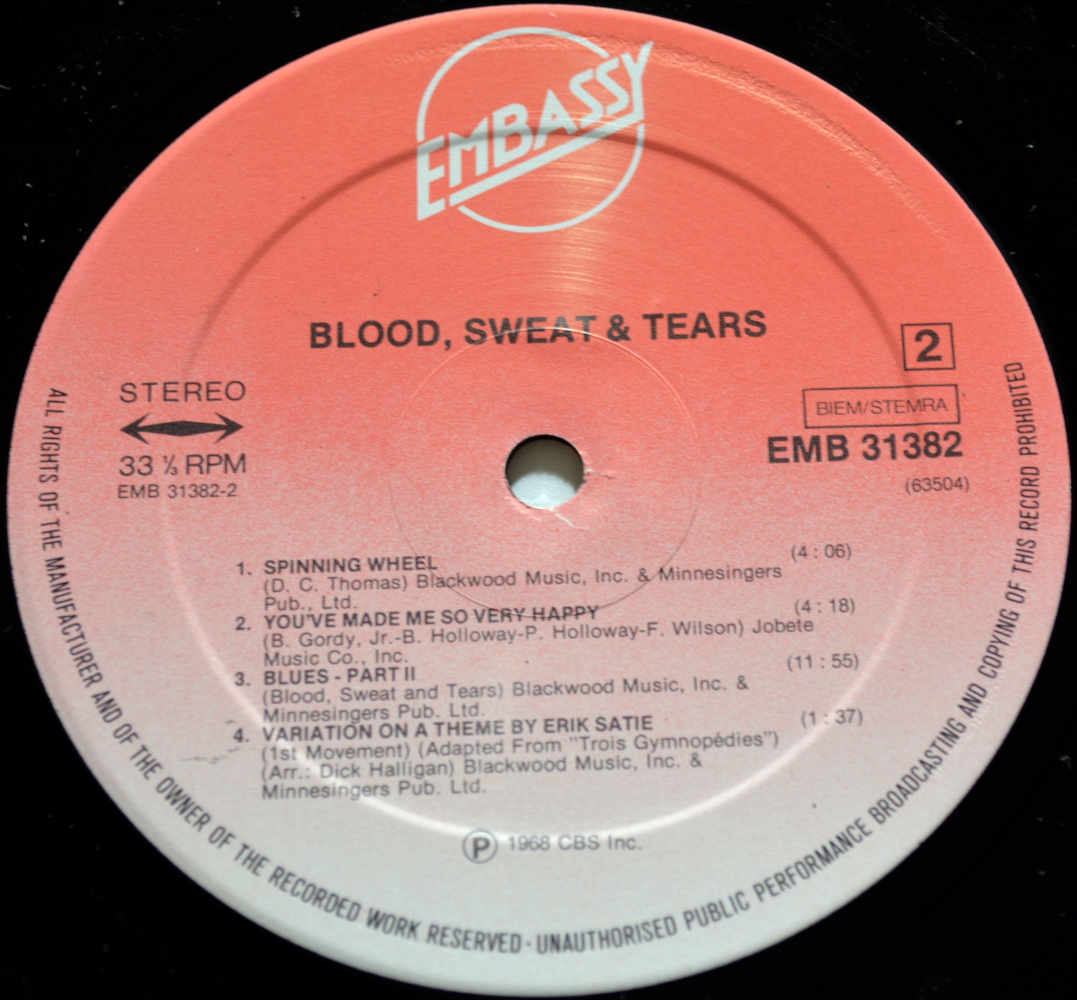 EMBASSY
BLOOD, SWEAT & TEARS
2
STEREO
BIEM/STEMRA
33 ⅓ RPM
EMB 31382
EMB 31382-2
(63504)
1. SPINNING WHEEL (4 : 06)
(D. C. Thomas) Blackwood Music, Inc. & Minnesingers
Pub., Ltd.
2. YOU'VE MADE ME SO VERY HAPPY (4 : 18)
(B. Gordy, Jr.-B. Holloway-P. Holloway-F. Wilson) Jobete
Music Co., Inc.
3. BLUES - PART II (11 : 55)
(Blood, Sweat and Tears) Blackwood Music, Inc. &
Minnesingers Pub. Ltd.
4. VARIATION ON A THEME BY ERIK SATIE (1 : 37)
(1st Movement) (Adapted From "Trois Gymnopédies")
(Arr.: Dick Halligan) Blackwood Music, Inc. &
Minnesingers Pub. Ltd.
Ⓟ 1968 CBS Inc.
ALL RIGHTS OF THE MANUFACTURER AND OF THE OWNER OF THE RECORDED WORK RESERVED · UNAUTHORISED PUBLIC PERFORMANCE BROADCASTING AND COPYING OF THIS RECORD PROHIBITED